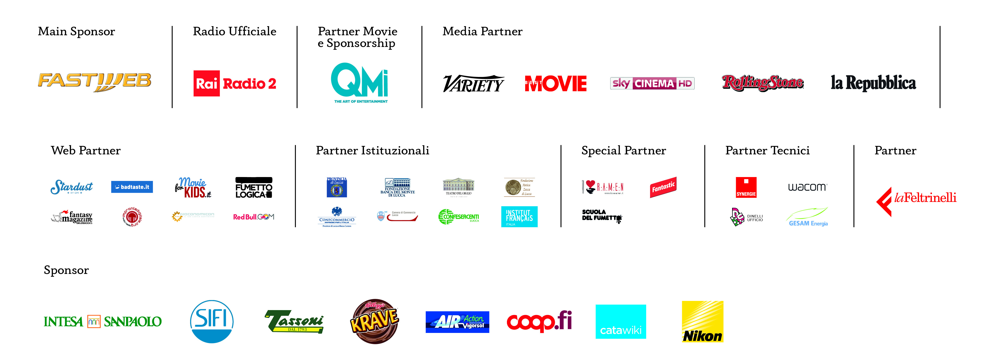 Main Sponsor
Radio Ufficiale
Partner Movie
e Sponsorship
Media Partner
FASTWEB
Rai Radio 2
QMi
THE ART OF ENTERTAINMENT
VARIETY
BEST MOVIE
sky CINEMA HD
RollingStone
la Repubblica
Web Partner
Partner Istituzionali
Special Partner
Partner Tecnici
Partner
Stardust
BY QMI
badtaste.it
Movie
for KIDS.it
FUMETTO
LOGICA
PROVINCIA
di Lucca
FONDAZIONE
BANCA DEL MONTE
DI LUCCA
TEATRO DEL GIGLIO
Fondazione
Antica
Zecca
di Lucca
R:A:M:E:N
Fantastic
SYNERGIE
wacom
laFeltrinelli
fantasy
magazine
DELOSBOOKS
improntadigitale.org
web radio
GIOCONOMICON
Red Bull.COM
CONFCOMMERCIO
IMPRESE PER L'ITALIA
Province di Lucca e Massa Carrara
Camera di Commercio
Lucca
CONFESERCENTI
LUCCA
INSTITUT
FRANÇAIS
ITALIA
SCUOLA
DEL FUMETTO
DINELLI
UFFICIO
GESAM Energia
Sponsor
INTESA SANPAOLO
SIFI
Tassoni
DAL 1793
Kellogg's
KRAVE
AIR Action
Vigorsol
coop.fi
catawiki
Nikon